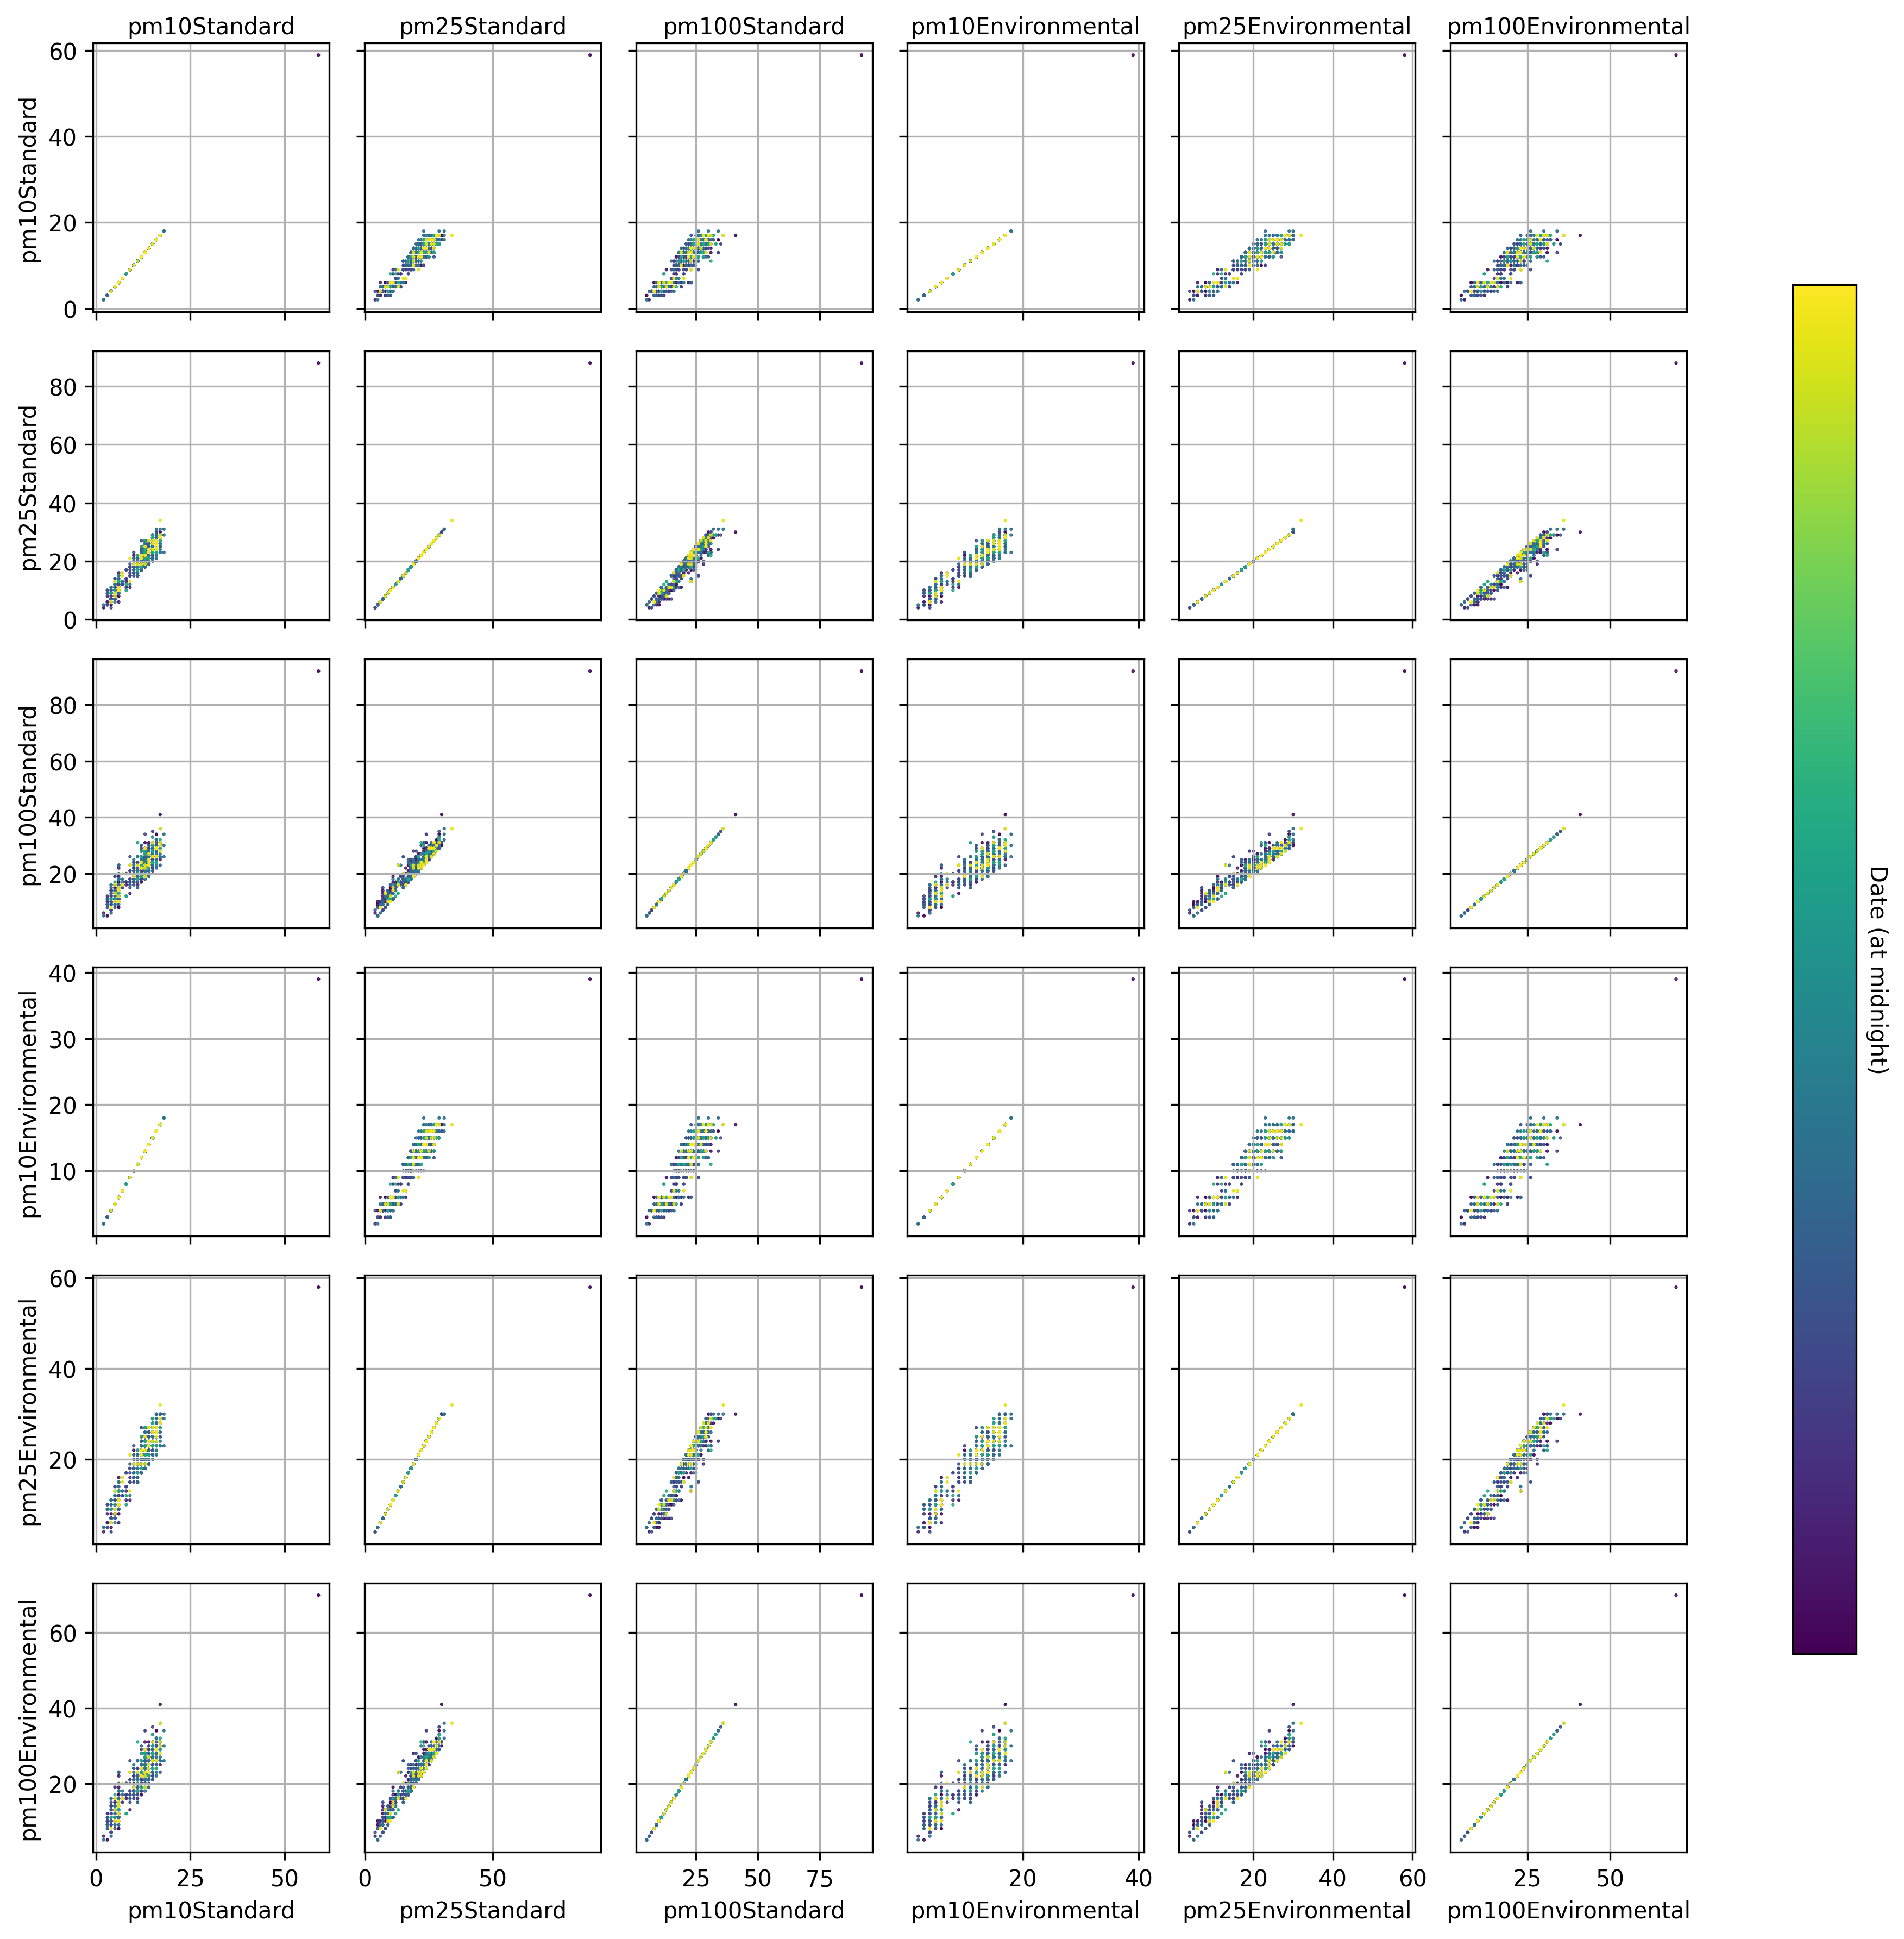 pm10Standard pm25Standard pm100Standard pm10Environmental pm25Environmental pm100Environmental
pm10Standard
60
40
20
0
pm25Standard
80
60
40
20
0
pm100Standard
80
60
40
20
pm10Environmental
40
30
20
10
pm25Environmental
60
40
20
pm100Environmental
60
40
20
0 25 50 0 50 25 50 75 20 40 20 40 60 25 50
pm10Standard pm25Standard pm100Standard pm10Environmental pm25Environmental pm100Environmental
Date (at midnight)